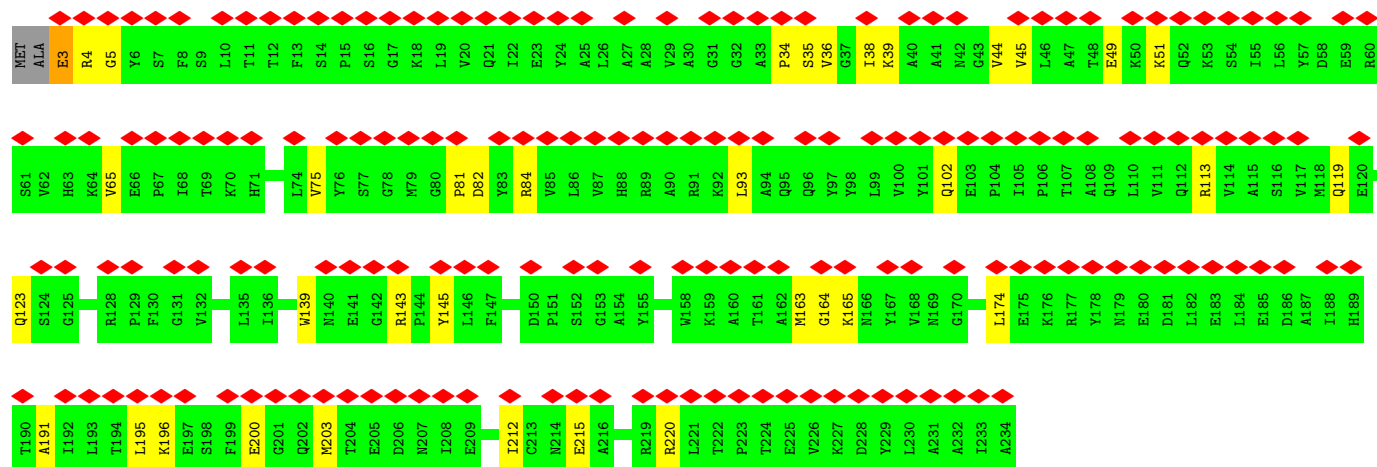 MET ALA E3 R4 G5 Y6 S7 F8 S9 L10 T11 T12 F13 S14 P15 S16 G17 K18 L19 V20 Q21 I22 E23 Y24 A25 L26 A27 A28 V29 A30 G31 G32 A33 P34 S35 V36 G37 I38 K39 A40 A41 N42 G43 V44 V45 L46 A47 T48 E49 K50 K51 Q52 K53 S54 I55 L56 Y57 D58 E59 R60
S61 V62 H63 K64 V65 E66 P67 I68 T69 K70 H71 L74 V75 Y76 S77 G78 M79 G80 P81 D82 Y83 R84 V85 L86 V87 H88 R89 A90 R91 K92 L93 A94 Q95 Q96 Y97 Y98 L99 V100 Y101 Q102 E103 P104 I105 P106 T107 A108 Q109 L110 V111 Q112 R113 V114 A115 S116 V117 M118 Q119 E120
Q123 S124 G125 R128 P129 F130 G131 V132 L135 I136 W139 N140 E141 G142 R143 P144 Y145 L146 F147 D150 P151 S152 G153 A154 Y155 W158 K159 A160 T161 A162 M163 G164 K165 N166 Y167 V168 N169 G170 L174 E175 K176 R177 Y178 N179 E180 D181 L182 E183 L184 E185 D186 A187 I188 H189
T190 A191 I192 L193 T194 L195 K196 E197 S198 F199 E200 G201 Q202 M203 T204 E205 D206 N207 I208 E209 I212 C213 N214 E215 A216 R219 R220 L221 T222 P223 T224 E225 V226 K227 D228 Y229 L230 A231 A232 I233 A234